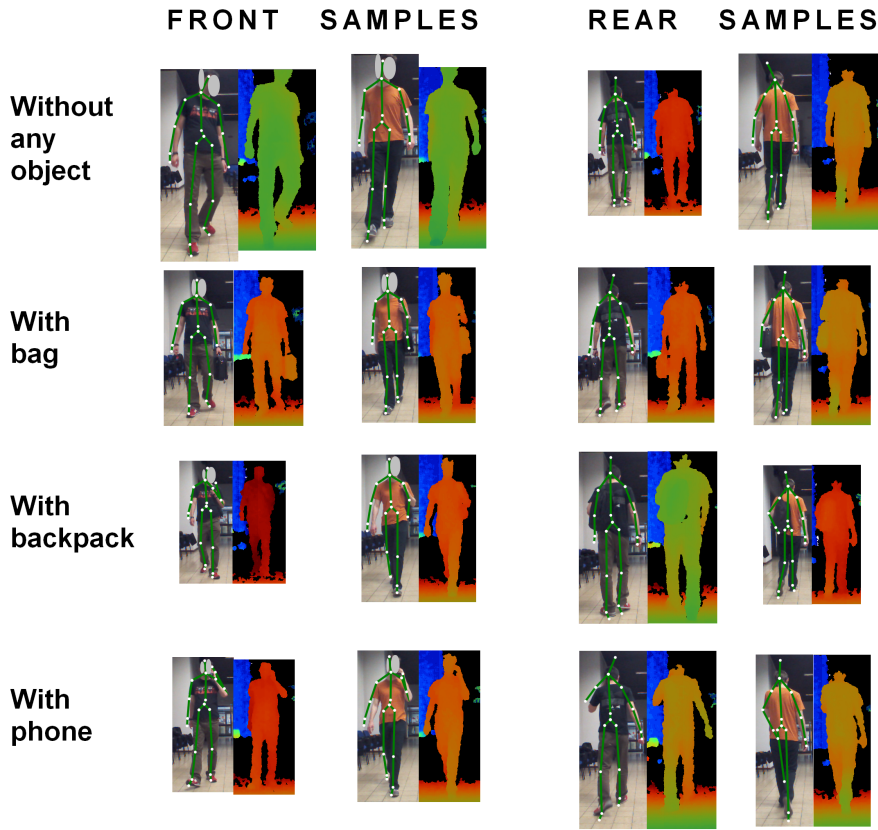 FRONT SAMPLES REAR SAMPLES
Without
any
object
With
bag
With
backpack
With
phone